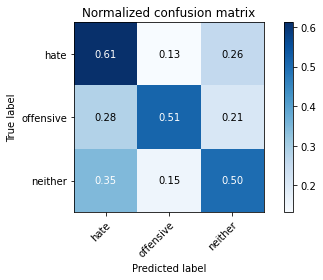 Normalized confusion matrix
True label
hate
0.61 0.13 0.26
offensive
0.28 0.51 0.21
neither
0.35 0.15 0.50
hate offensive neither
Predicted label
0.6
0.5
0.4
0.3
0.2